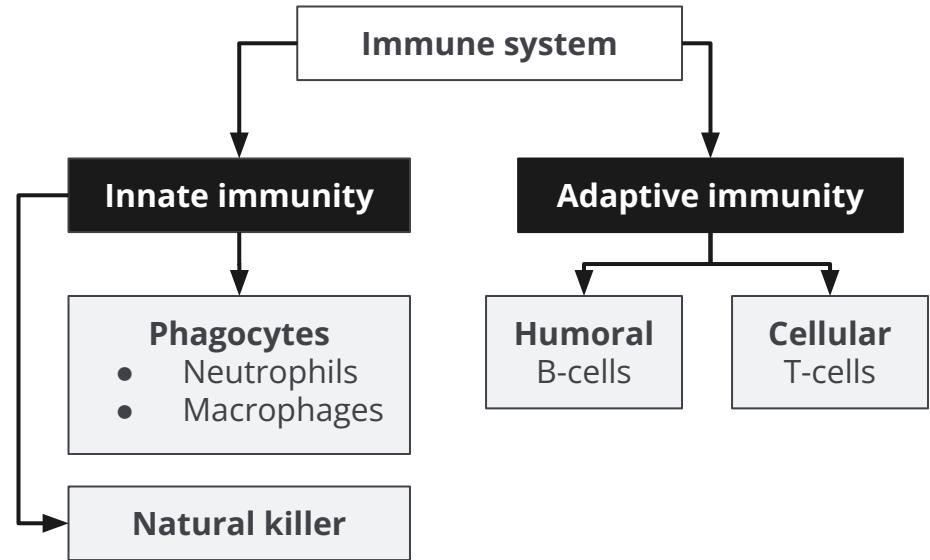 Immune system
Innate immunity
Adaptive immunity
Phagocytes
● Neutrophils
● Macrophages
Humoral
B-cells
Cellular
T-cells
Natural killer